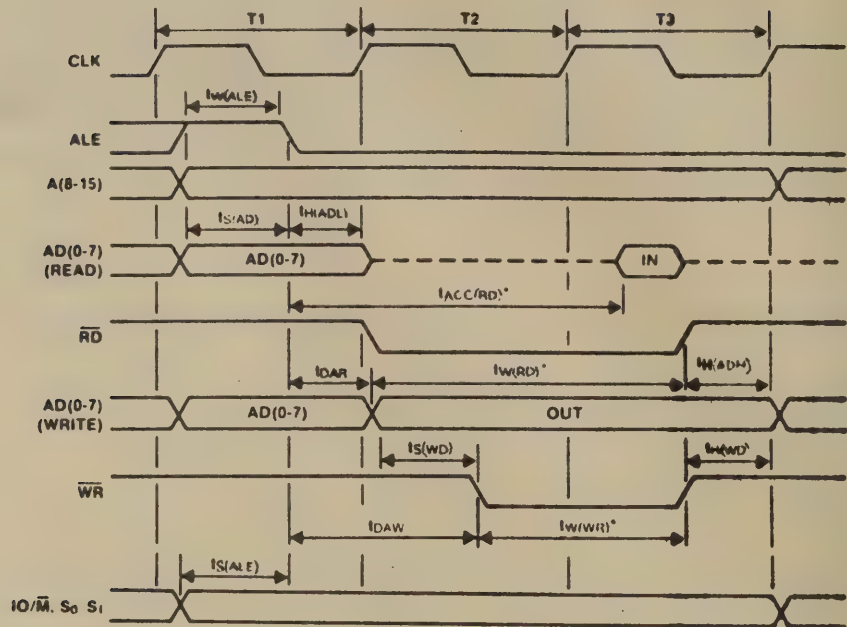 T1 T2 T3
CLK
tW(ALE)
ALE
A(8-15)
tS(AD) tH(ADL)
AD(0-7)
(READ)
AD(0-7) IN
tACC(RD)*
RD
tDAR tW(RD)* tH(ADH)
AD(0-7)
(WRITE)
AD(0-7) OUT
tS(WD) tH(WD)
WR
tDAW tW(WR)*
tS(ALE)
IO/M̅, S0 S1